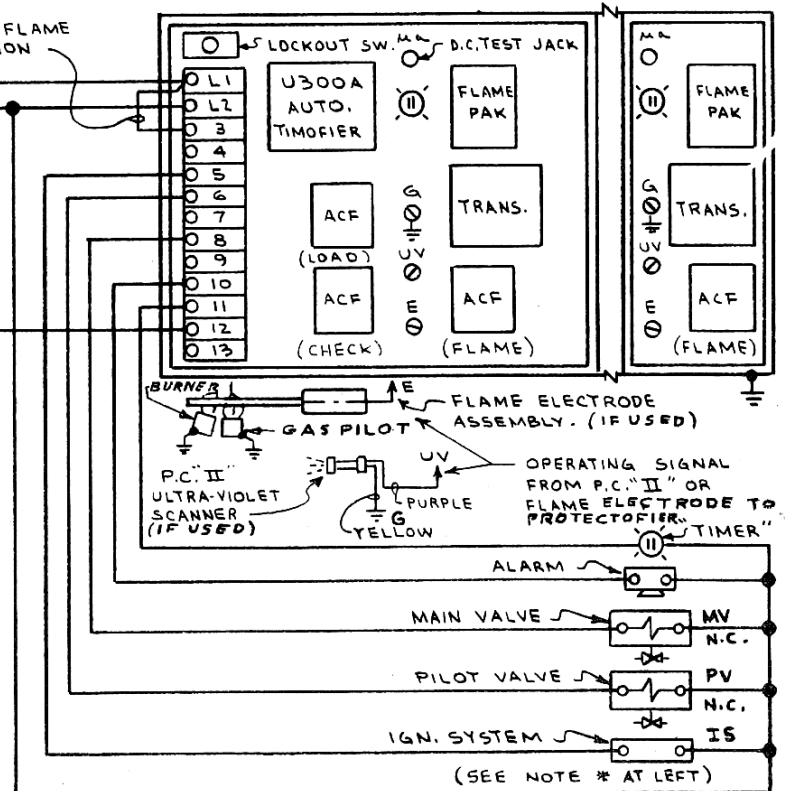 FLAME
ION
LOCKOUT SW.
Ma
D.C. TEST JACK
Ma
L1
L2
3
4
5
6
7
8
9
10
11
12
13
U300A
AUTO.
TIMOFIER
II
FLAME
PAK
II
FLAME
PAK
ACF
(LOAD)
G
UV
E
TRANS.
G
UV
E
TRANS.
ACF
(CHECK)
ACF
(FLAME)
ACF
(FLAME)
BURNER
E
FLAME ELECTRODE
ASSEMBLY. (IF USED)
GAS PILOT
UV
OPERATING SIGNAL
FROM P.C."II" OR
FLAME ELECTRODE TO
PROTECTOFIER.
P.C."II"
ULTRA-VIOLET
SCANNER
(IF USED)
PURPLE
G
YELLOW
II
TIMER"
ALARM
MAIN VALVE
MV
N.C.
PILOT VALVE
PV
N.C.
IGN. SYSTEM
IS
(SEE NOTE * AT LEFT)